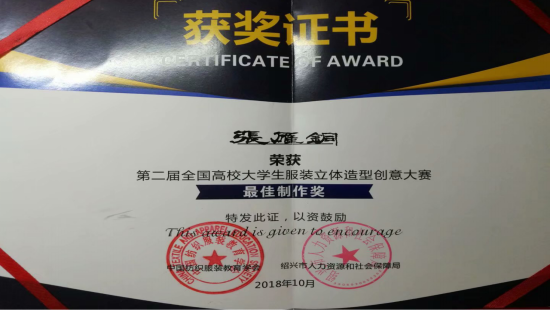 获奖证书
CERTIFICATE OF AWARD
張雁鋼
荣获
第二届全国高校大学生服装立体造型创意大赛
最佳制作奖
特发此证，以资鼓励
This award is given to encourage
中国纺织服装教育学会 绍兴市人力资源和社会保障局
2018年10月